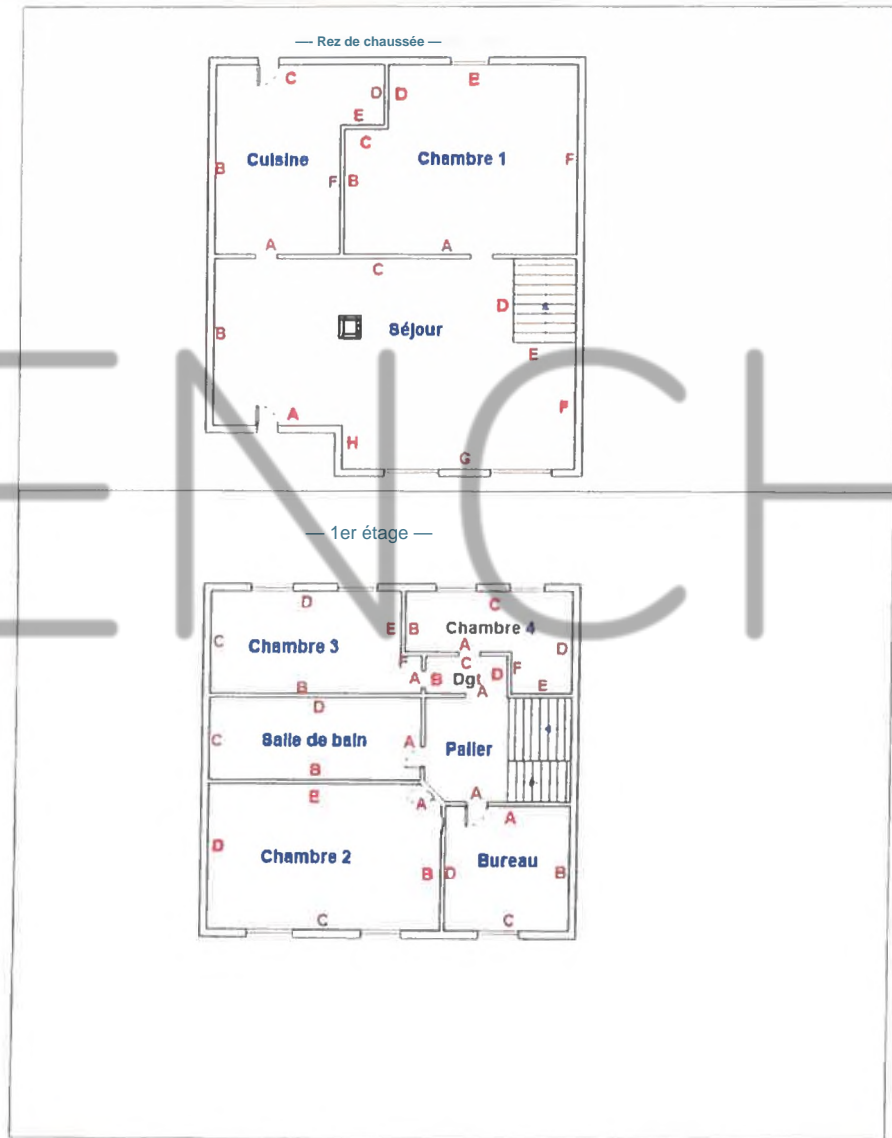 — Rez de chaussée —
C
D
D
E
E
C
Cuisine
Chambre 1
F
B
F
B
A
A
C
D
B
Séjour
E
A
F
H
G
ENCH
— 1er étage —
D
C
C
Chambre 3
E
B
Chambre 4
A
D
F
C
F
A
B
Dgt
D
E
B
A
D
C
Salle de bain
A
Palier
B
E
A
A
A
D
Chambre 2
B
D
Bureau
B
C
C